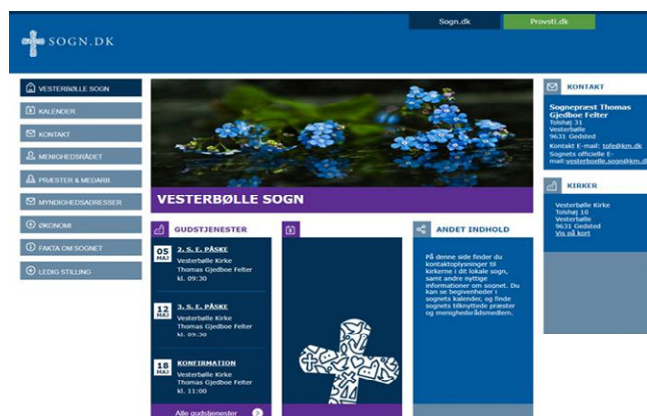 Sogn.dk
Provsti.dk
SOGN.DK
VESTERBØLLE SOGN
KALENDER
KONTAKT
MENIGHEDSRÅDET
PRÆSTER & MEDARB.
MYNDIGHEDSADRESSER
ØKONOMI
FAKTA OM SOGNET
LEDIG STILLING
VESTERBØLLE SOGN
GUDSTJENESTER
05
MAJ
2. S. E. PÅSKE
Vesterbølle Kirke
Thomas Gjedboe Felter
kl. 09:30
12
MAJ
3. S. E. PÅSKE
Vesterbølle Kirke
Thomas Gjedboe Felter
kl. 09:30
18
MAJ
KONFIRMATION
Vesterbølle Kirke
Thomas Gjedboe Felter
kl. 11:00
Alle gudstjenester
ANDET INDHOLD
På denne side finder du
kontaktoplysninger til
kirkerne i dit lokale sogn,
samt andre nyttige
informationer om sognet. Du
kan se begivenheder i
sognets kalender, og finde
sognets tilknyttede præster
og menighedsrådsmedlem.
KONTAKT
Sognepræst Thomas
Gjedboe Felter
Tolshøj 31
Vesterbølle
9631 Gedsted
Kontakt E-mail: tofe@km.dk
Sognets officielle E-
mail:vesterboelle.sogn@km.dk
KIRKER
Vesterbølle Kirke
Tolshøj 10
Vesterbølle
9631 Gedsted
Vis på kort